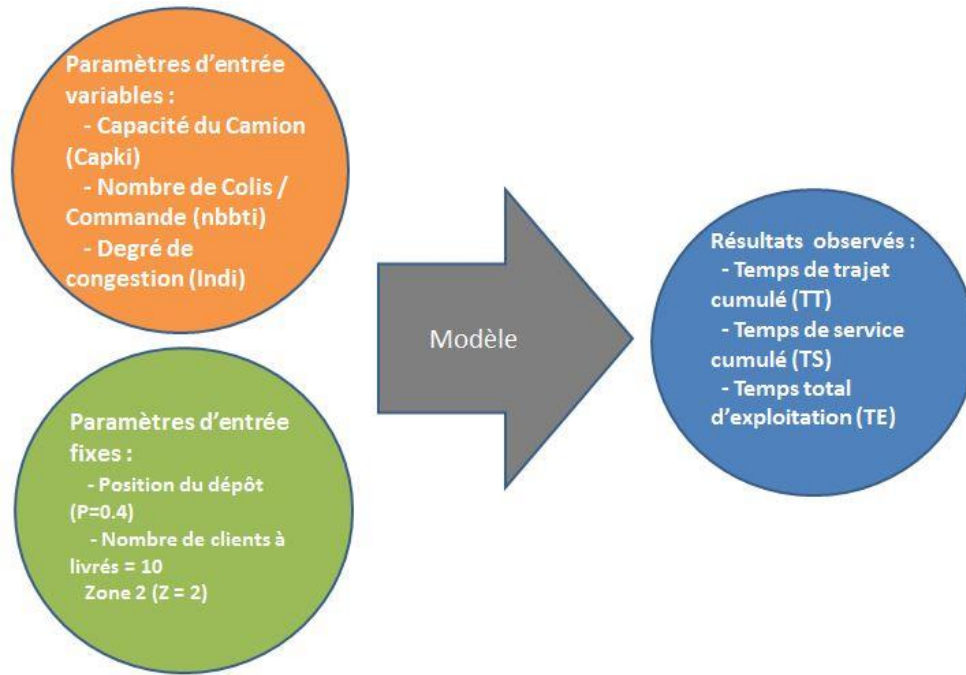 Paramètres d'entrée
variables :
- Capacité du Camion
(Capki)
- Nombre de Colis /
Commande (nbbti)
- Degré de
congestion (Indi)
Paramètres d'entrée
fixes :
- Position du dépôt
(P=0.4)
- Nombre de clients à
livrés = 10
Zone 2 (Z = 2)
Modèle
Résultats observés :
- Temps de trajet
cumulé (TT)
- Temps de service
cumulé (TS)
- Temps total
d'exploitation (TE)